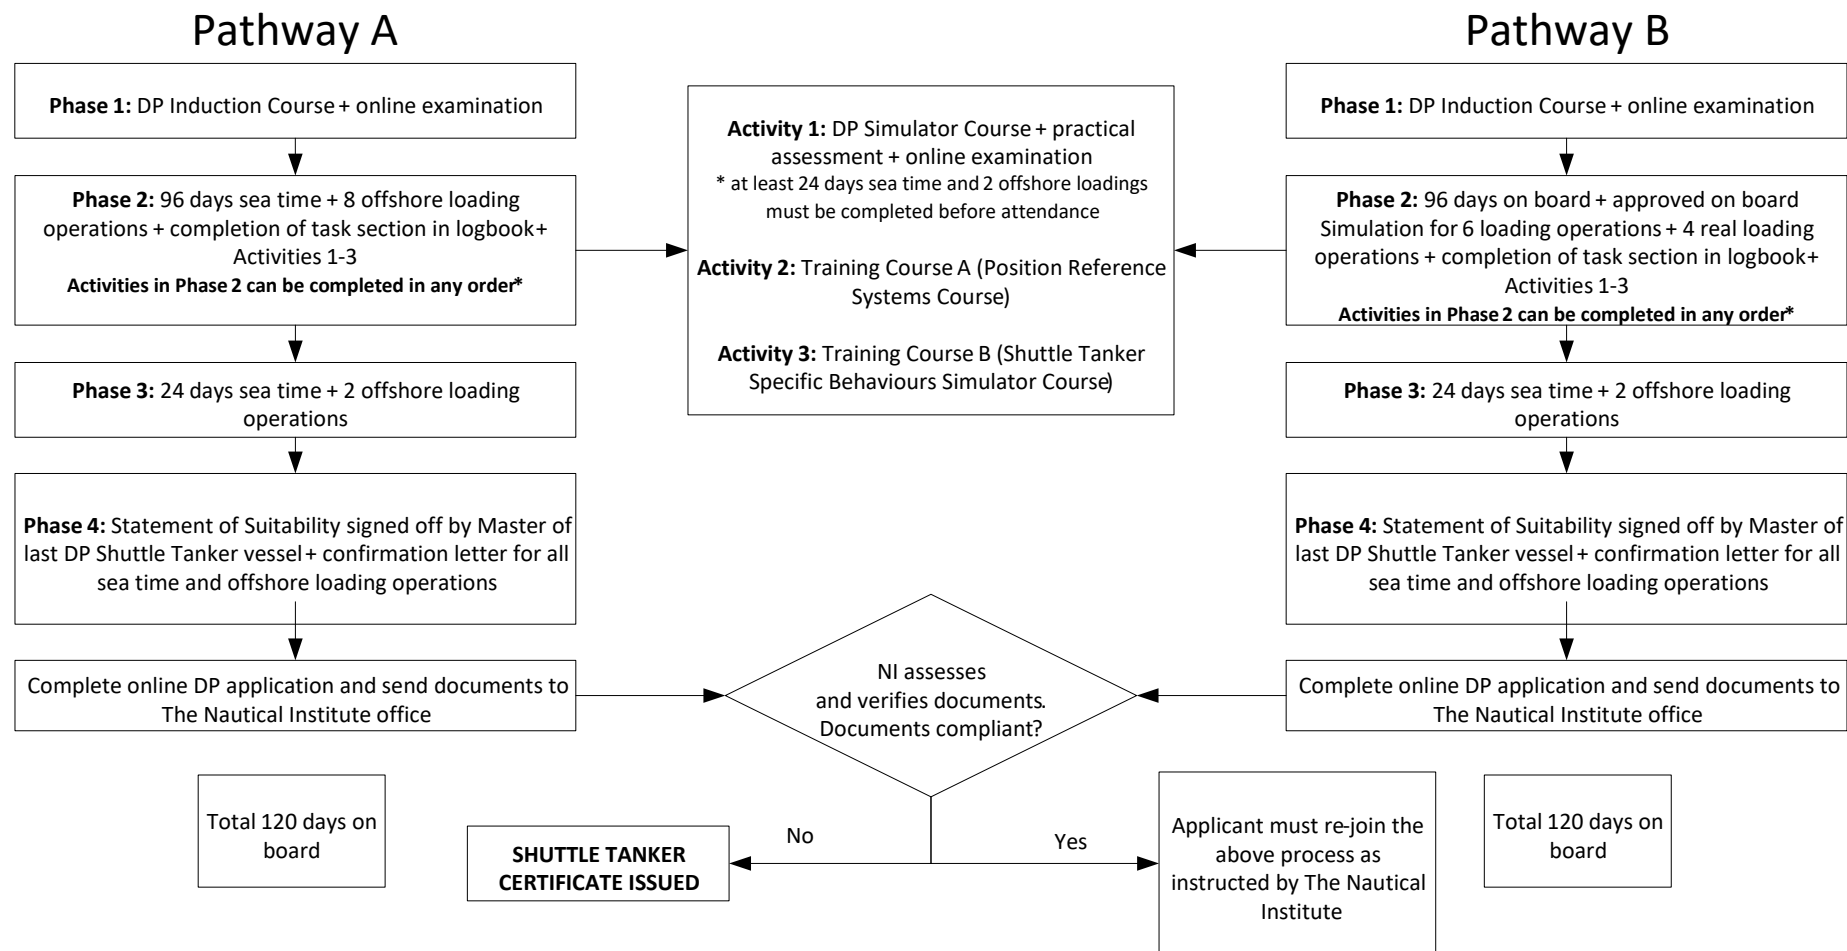 Pathway A
Phase 1: DP Induction Course + online examination
Phase 2: 96 days sea time + 8 offshore loading
operations + completion of task section in logbook+
Activities 1-3
Activities in Phase 2 can be completed in any order*
Phase 3: 24 days sea time + 2 offshore loading
operations
Phase 4: Statement of Suitability signed off by Master of
last DP Shuttle Tanker vessel + confirmation letter for all
sea time and offshore loading operations
Complete online DP application and send documents to
The Nautical Institute office
Total 120 days on
board
Activity 1: DP Simulator Course + practical
assessment + online examination
* at least 24 days sea time and 2 offshore loadings
must be completed before attendance
Activity 2: Training Course A (Position Reference
Systems Course)
Activity 3: Training Course B (Shuttle Tanker
Specific Behaviours Simulator Course)
NI assesses
and verifies documents.
Documents compliant?
No
Yes
SHUTTLE TANKER
CERTIFICATE ISSUED
Applicant must re-join the
above process as
instructed by The Nautical
Institute
Pathway B
Phase 1: DP Induction Course + online examination
Phase 2: 96 days on board + approved on board
Simulation for 6 loading operations + 4 real loading
operations + completion of task section in logbook+
Activities 1-3
Activities in Phase 2 can be completed in any order*
Phase 3: 24 days sea time + 2 offshore loading
operations
Phase 4: Statement of Suitability signed off by Master of
last DP Shuttle Tanker vessel + confirmation letter for all
sea time and offshore loading operations
Complete online DP application and send documents to
The Nautical Institute office
Total 120 days on
board